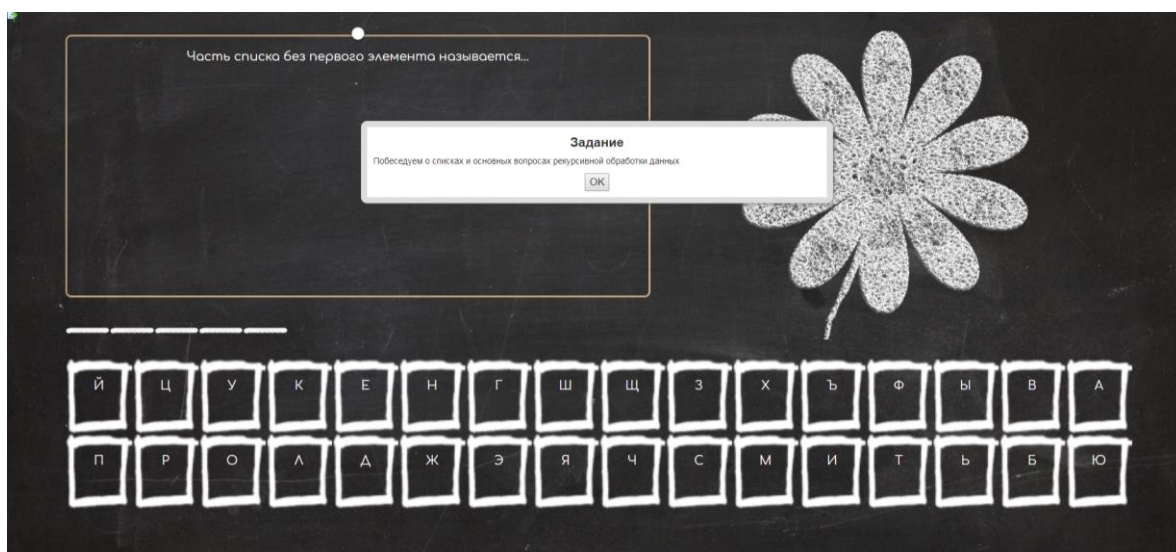 Часть списка без первого элемента называется...
Задание
Побеседуем о списках и основных вопросах рекурсивной обработки данных
OK
Й Ц У К Е Н Г Ш Щ З Х Ъ Ф Ы В А
П Р О Л Д Ж Э Я Ч С М И Т Ь Б Ю